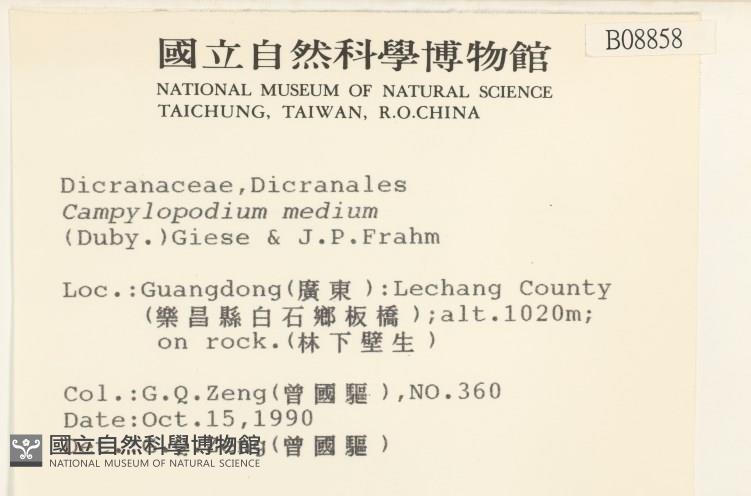 國立自然科學博物館
B08858
NATIONAL MUSEUM OF NATURAL SCIENCE
TAICHUNG, TAIWAN, R.O.CHINA
Dicranaceae,Dicranales
Campylopodium medium
(Duby.)Giese & J.P.Frahm
Loc.:Guangdong(廣東):Lechang County
(樂昌縣白石鄉板橋);alt.1020m;
on rock.(林下壁生)
Col.:G.Q.Zeng(曾國驅),NO.360
Date:Oct.15,1990
(曾國驅)
國立自然科學博物館
NATIONAL MUSEUM OF NATURAL SCIENCE